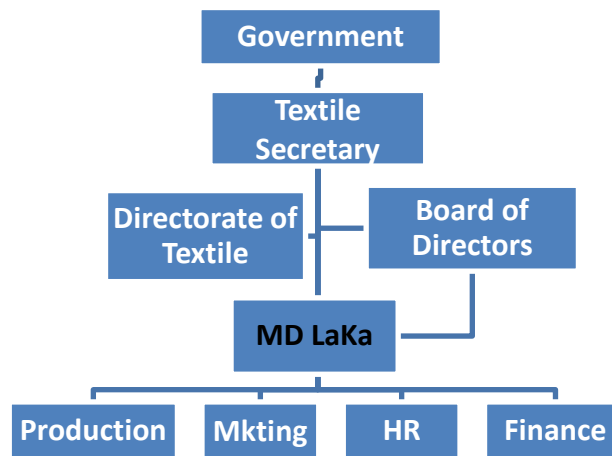 Government
Textile
Secretary
Directorate of
Textile
Board of
Directors
MD LaKa
Production
Mkting
HR
Finance